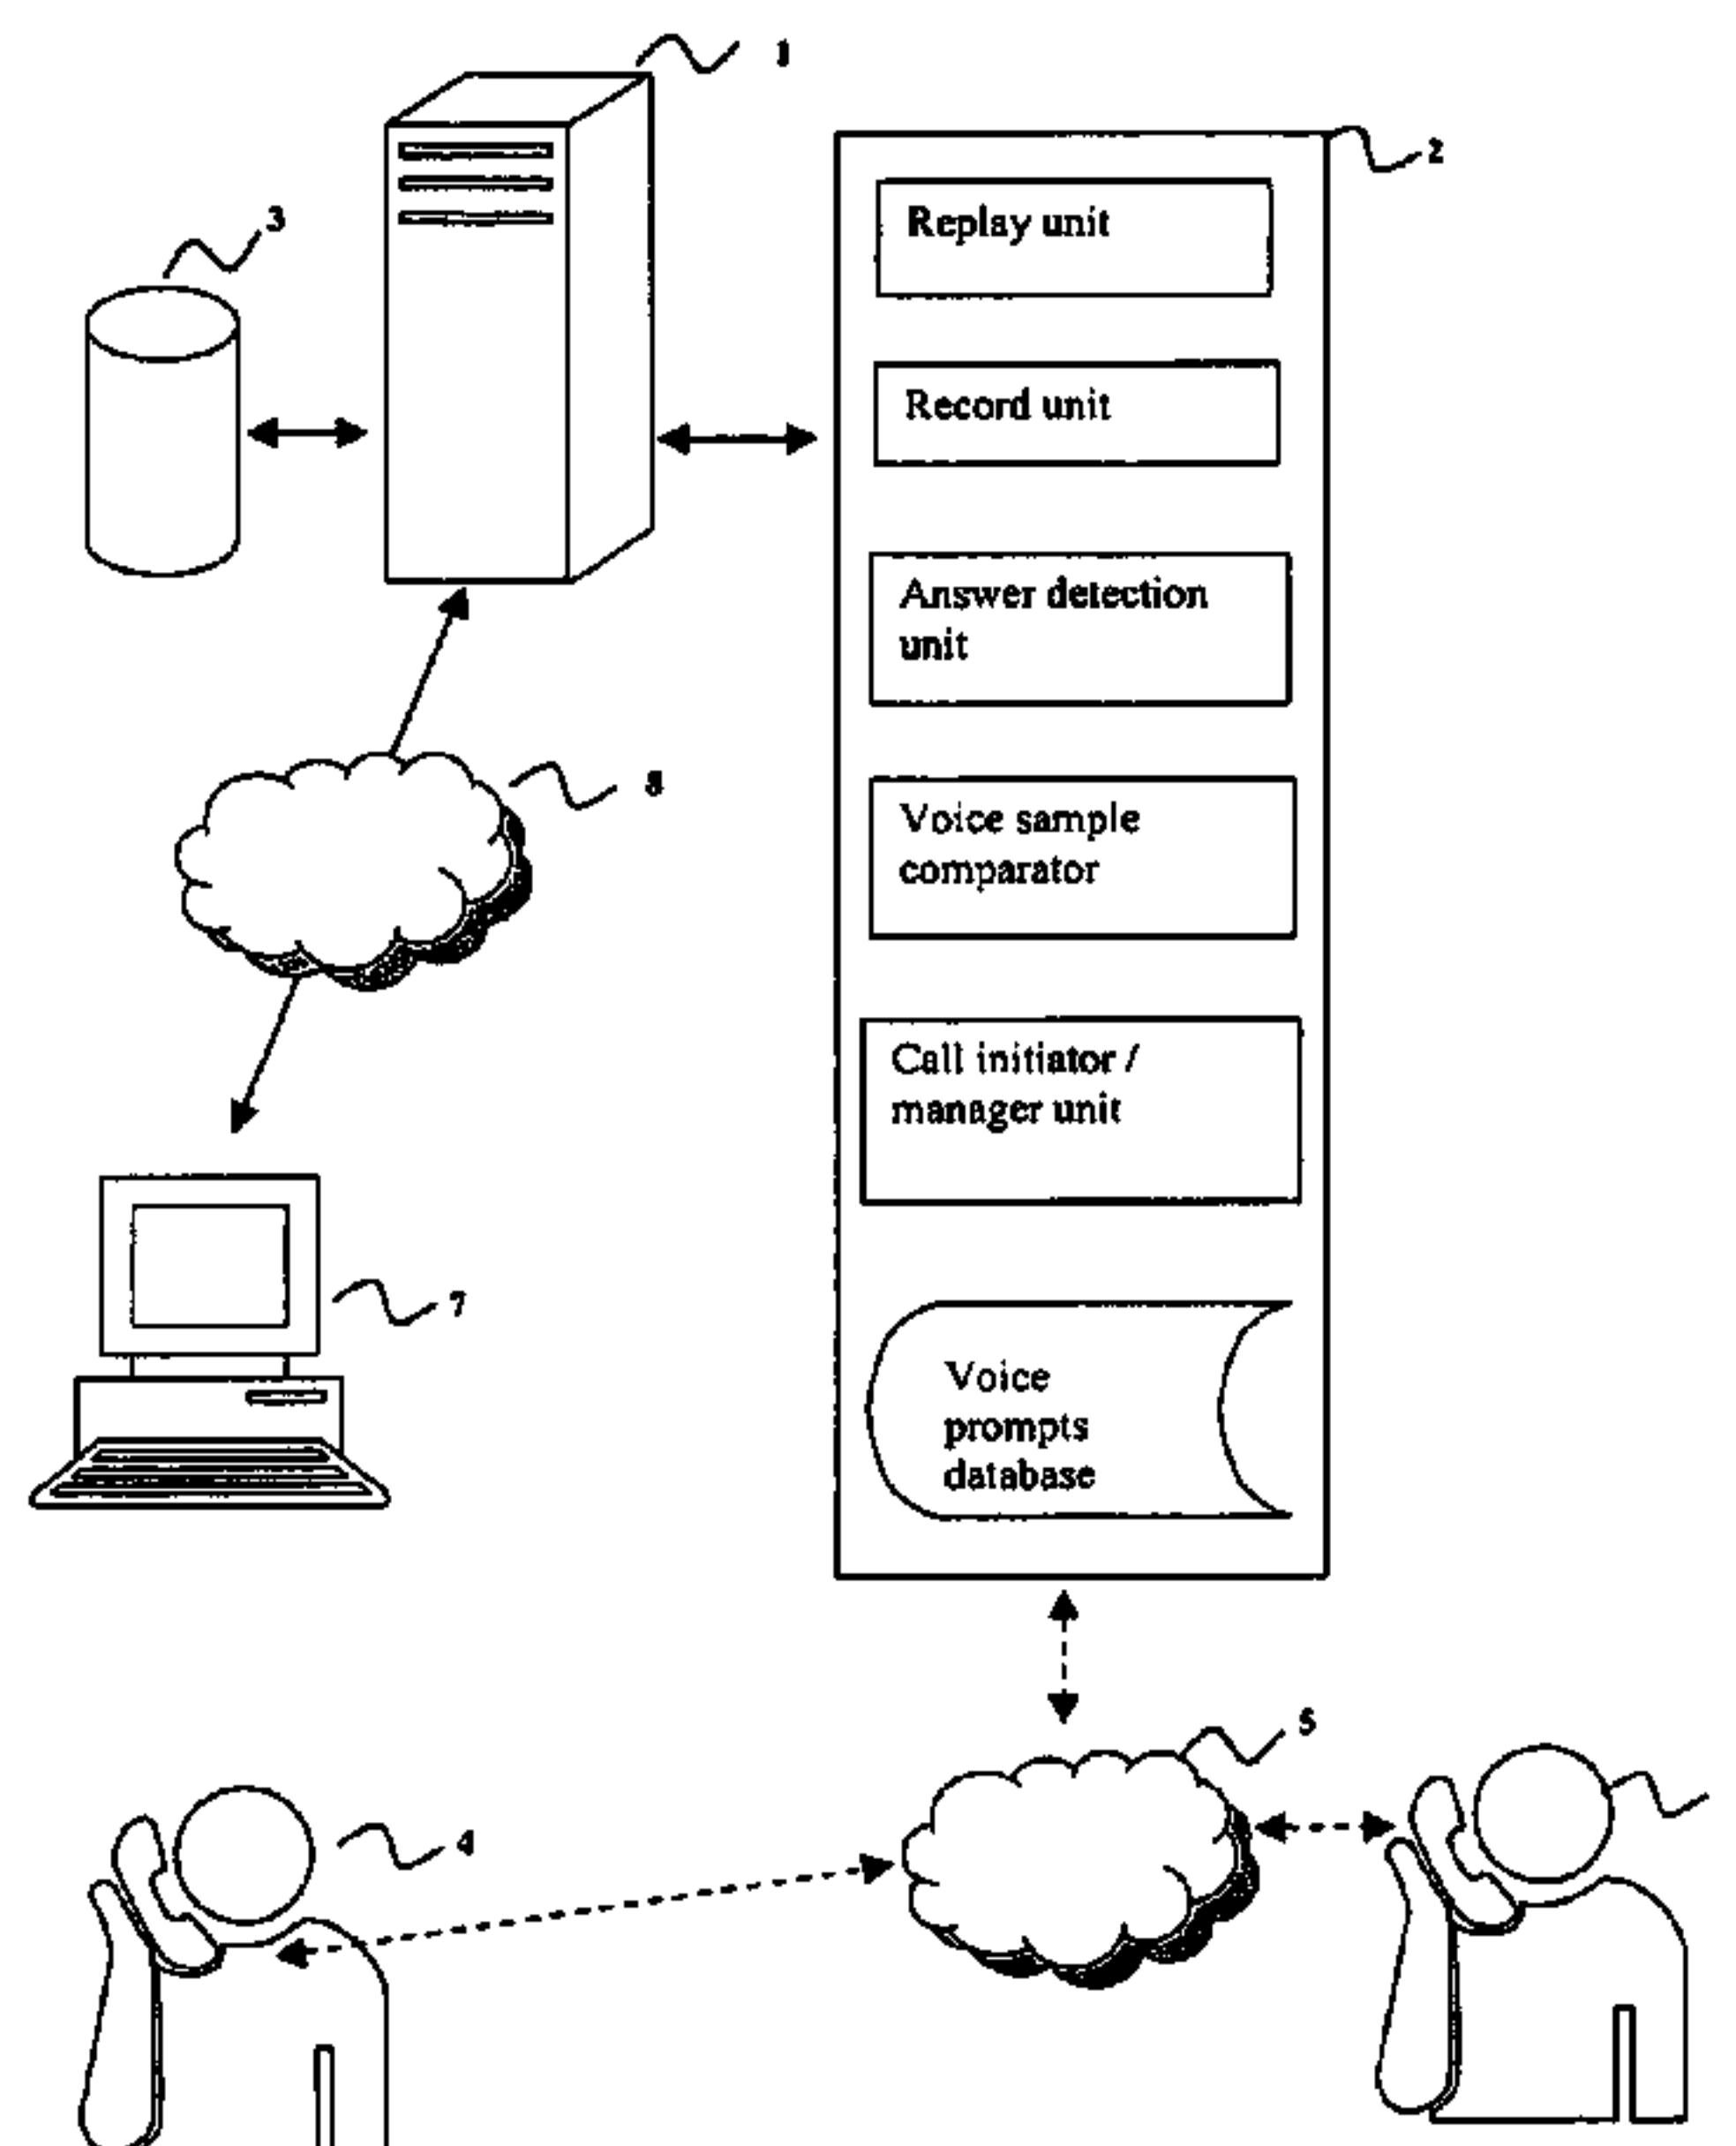 1
2
3
Replay unit
Record unit
Answer detection
unit
8
Voice sample
comparator
Call initiator /
manager unit
7
Voice
prompts
database
5
4